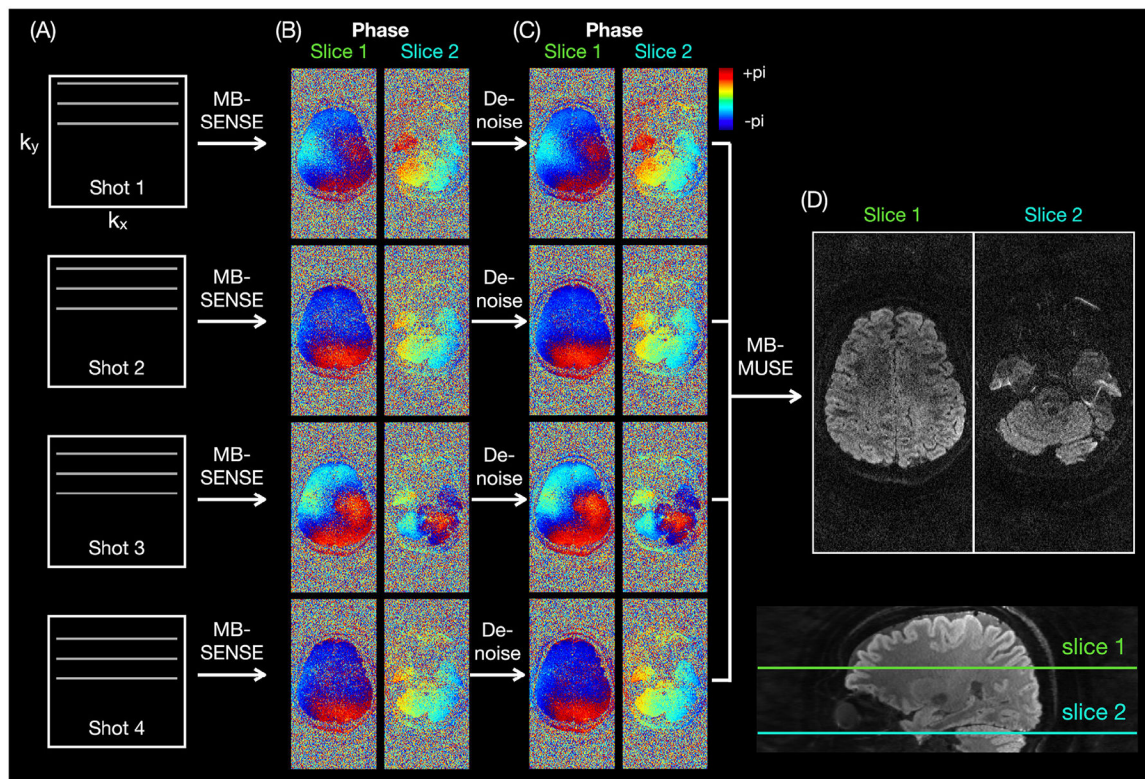 (A)
(B)
Phase
Slice 1
Slice 2
(C)
Phase
Slice 1
Slice 2
+pi
-pi
ky
kx
Shot 1
MB-
SENSE
De-
noise
Shot 2
MB-
SENSE
De-
noise
Shot 3
MB-
SENSE
De-
noise
Shot 4
MB-
SENSE
De-
noise
MB-
MUSE
(D)
Slice 1
Slice 2
slice 1
slice 2